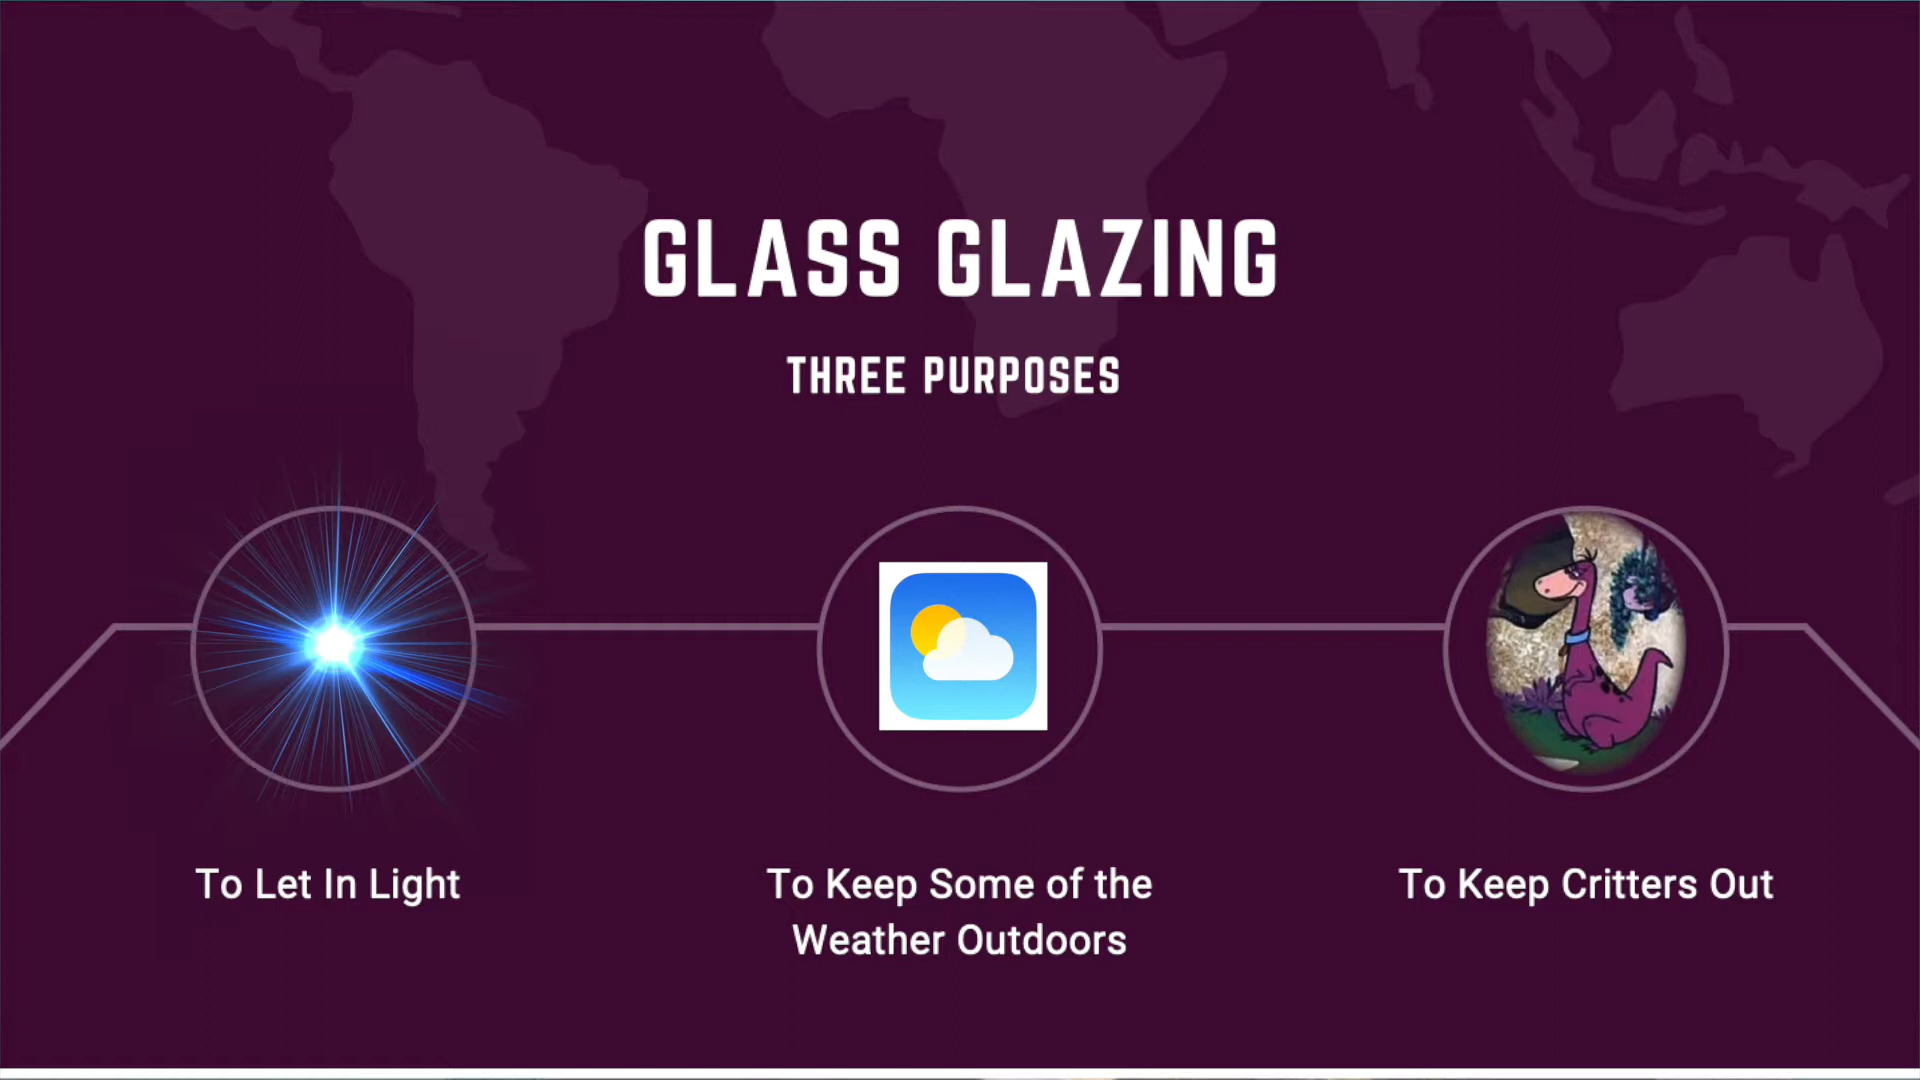 GLASS GLAZING
THREE PURPOSES
To Let In Light
To Keep Some of the
Weather Outdoors
To Keep Critters Out